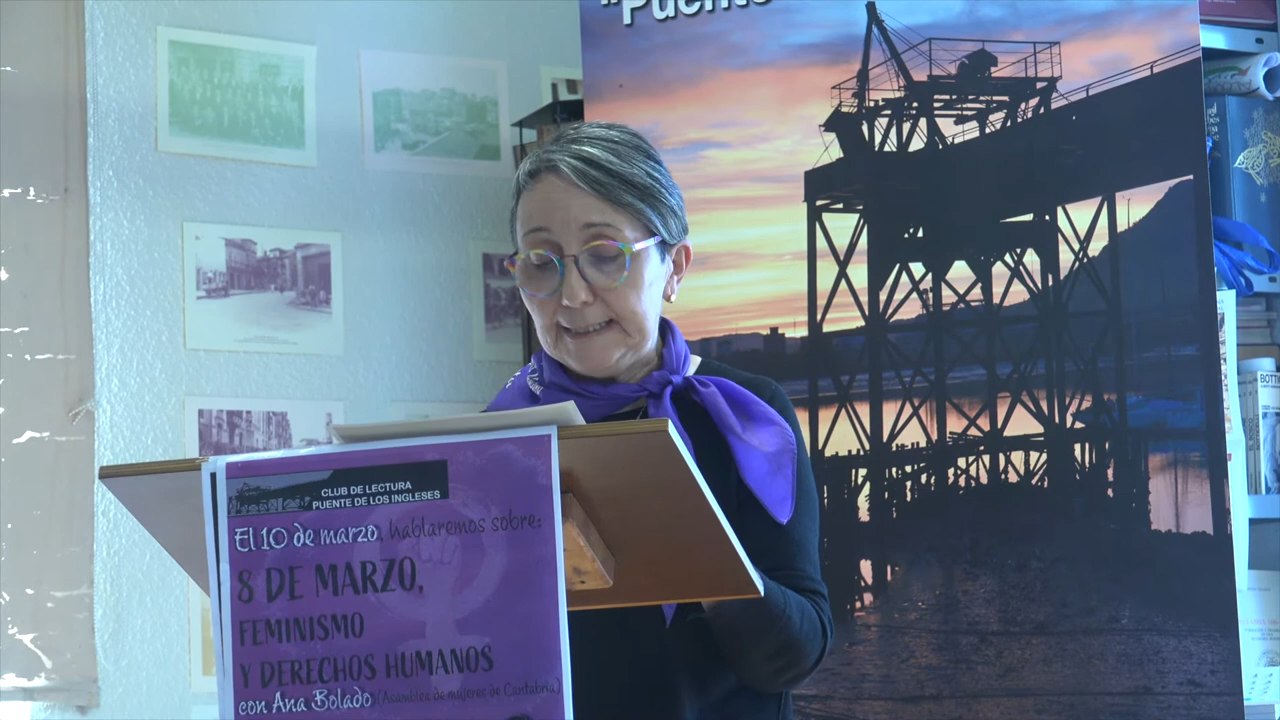 "Puente
CLUB DE LECTURA
PUENTE DE LOS INGLESES
El 10 de marzo, hablaremos sobre:
8 DE MARZO,
FEMINISMO
Y DERECHOS HUMANOS
con Ana Bolado (Asamblea de mujeres de Cantabria)
BOTT